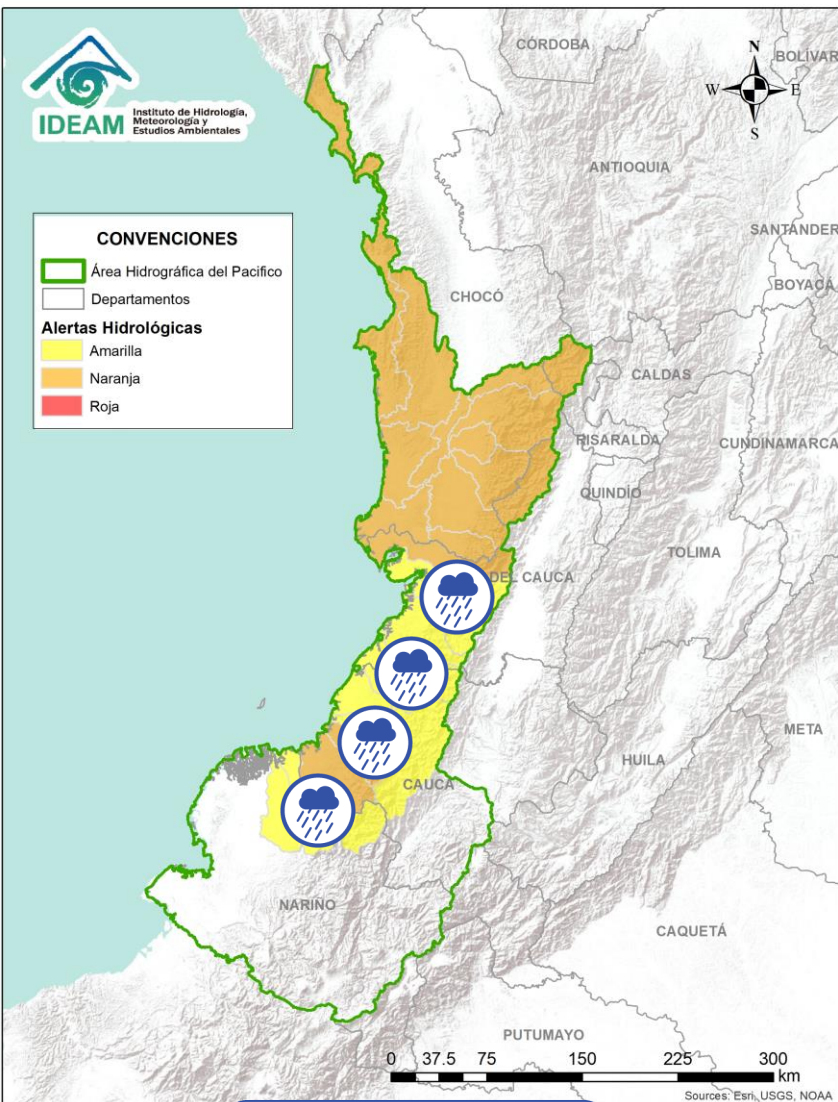 IDEAM
Instituto de Hidrología,
Meteorología y
Estudios Ambientales
CÓRDOBA
BOLÍVAR
N
W
E
S
ANTIOQUIA
SANTANDER
BOYACÁ
CONVENCIONES
Área Hidrográfica del Pacifico
Departamentos
Alertas Hidrológicas
Amarilla
Naranja
Roja
CHOCÓ
CALDAS
RISARALDA
CUNDINAMARCA
QUINDÍO
TOLIMA
DEL CAUCA
META
HUILA
CAUCA
NARIÑO
CAQUETÁ
PUTUMAYO
0 37.5 75 150 225 300
km
Sources: Esri, USGS, NOAA